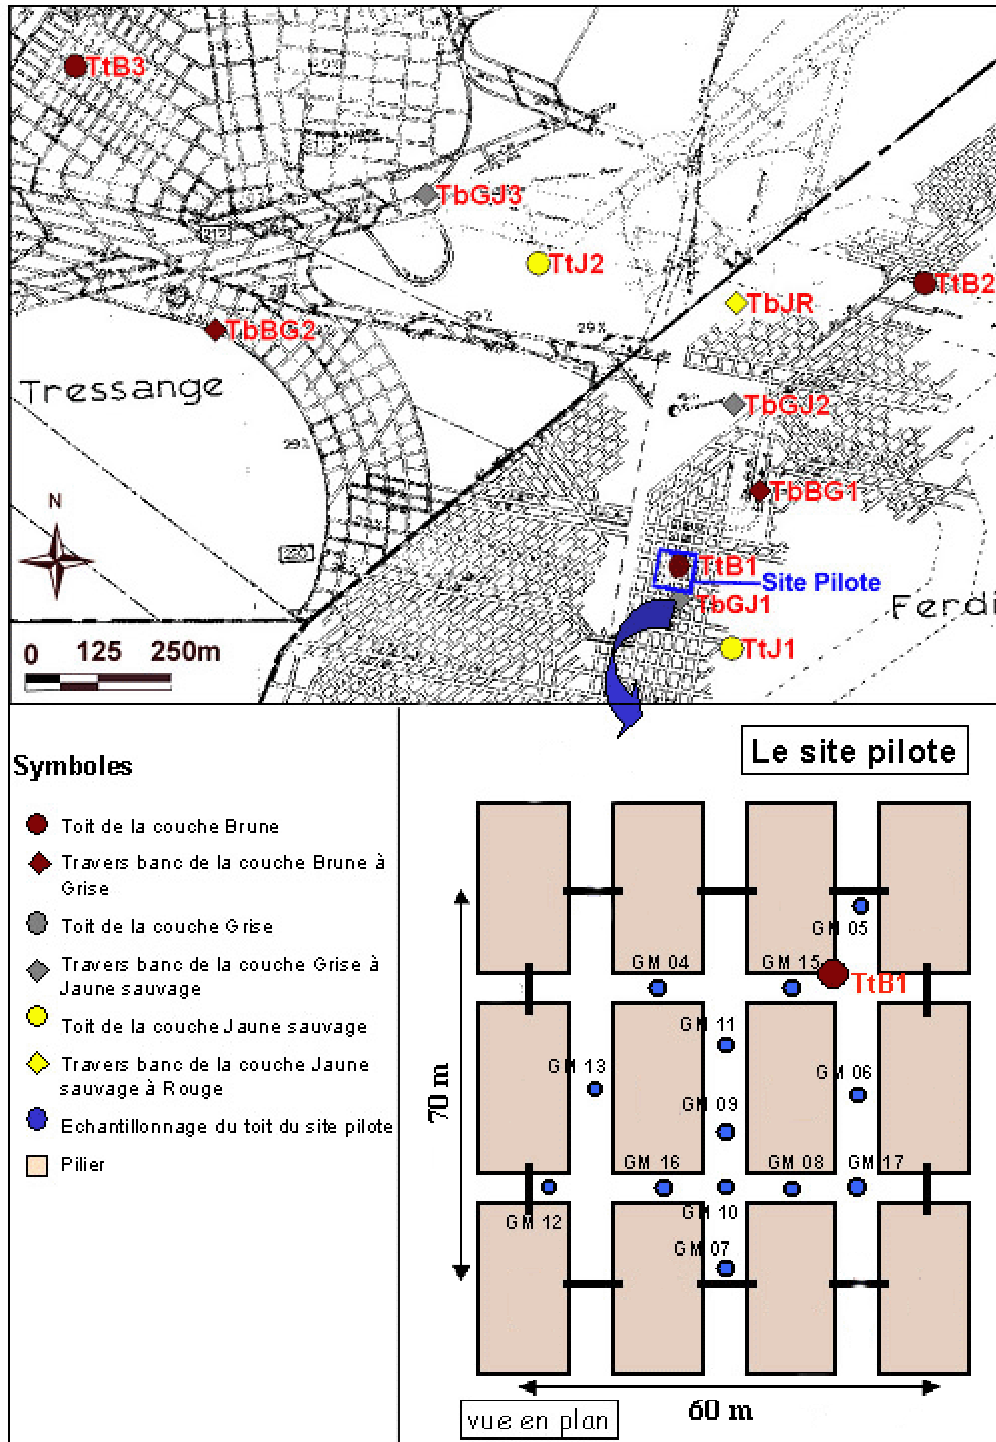 TtB3
TbGJ3
TtJ2
TtB2
TbJR
TbBG2
Tressange
TbGJ2
TbBG1
N
TtB1
Site Pilote
TbGJ1
Ferdi
TtJ1
0 125 250m
Symboles
Toit de la couche Brune
Travers banc de la couche Brune à
Grise
Toit de la couche Grise
Travers banc de la couche Grise à
Jaune sauvage
Toit de la couche Jaune sauvage
Travers banc de la couche Jaune
sauvage à Rouge
Echantillonnage du toit du site pilote
Pilier
Le site pilote
GM 05
GM 04
GM 15
TtB1
GM 11
GM 13
GM 06
70 m
GM 09
GM 16
GM 08
GM 17
GM 12
GM 10
GM 07
60 m
vue en plan